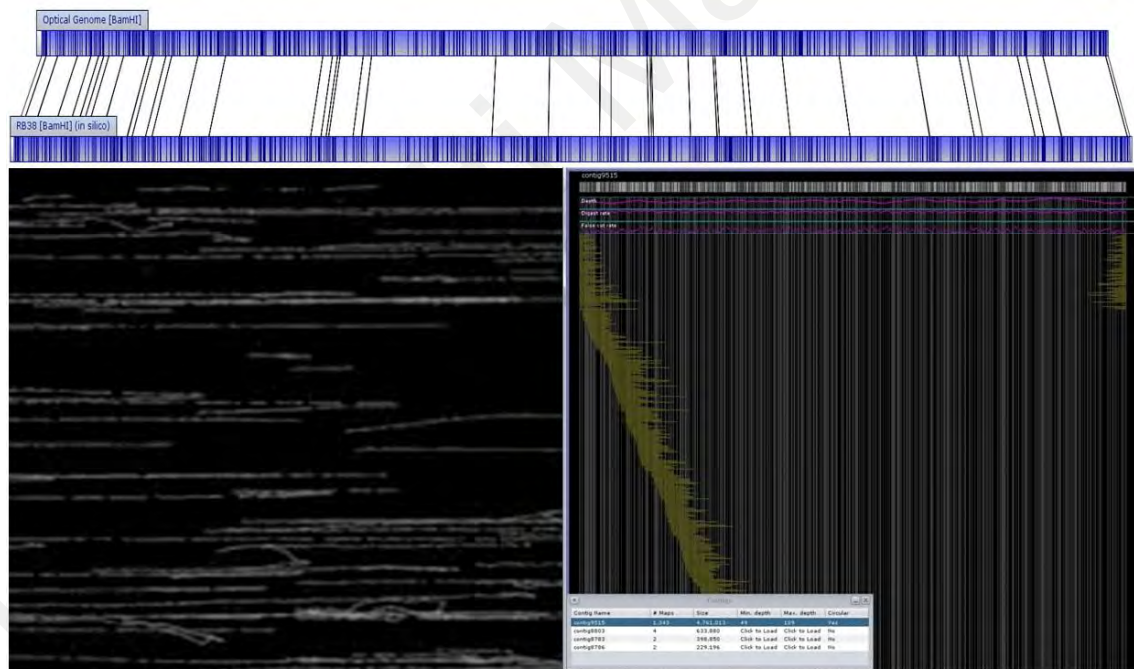 Optical Genome [BamHI]
RB38 [BamHI] (in silico)
contig9515
Depth
Digest rate
False cut rate
Contig Name # Maps Size Min. depth Max. depth Circular
contig9515 1,343 4,761,013 49 109 Yes
contig8803 4 633,880 Click to Load Click to Load No
contig8783 2 398,850 Click to Load Click to Load No
contig8786 2 229,196 Click to Load Click to Load No